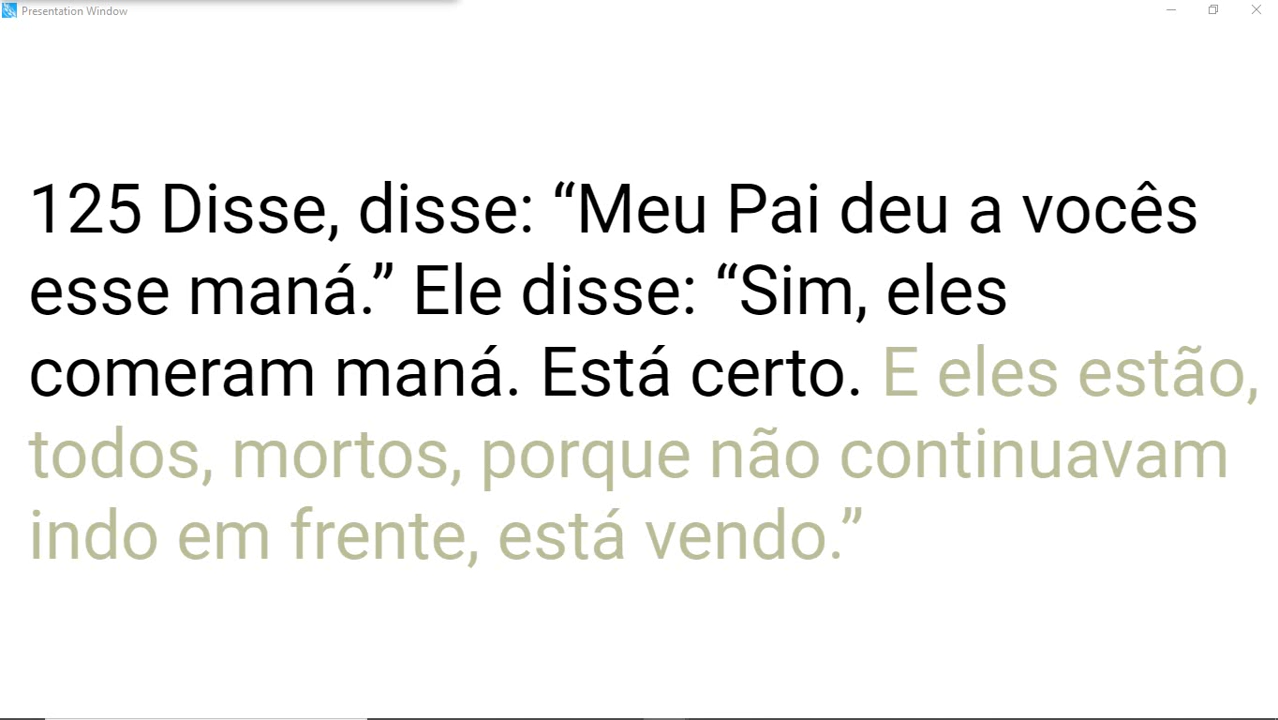 Presentation Window
125 Disse, disse: “Meu Pai deu a vocês
esse maná.” Ele disse: “Sim, eles
comeram maná. Está certo. E eles estão,
todos, mortos, porque não continuavam
indo em frente, está vendo.”